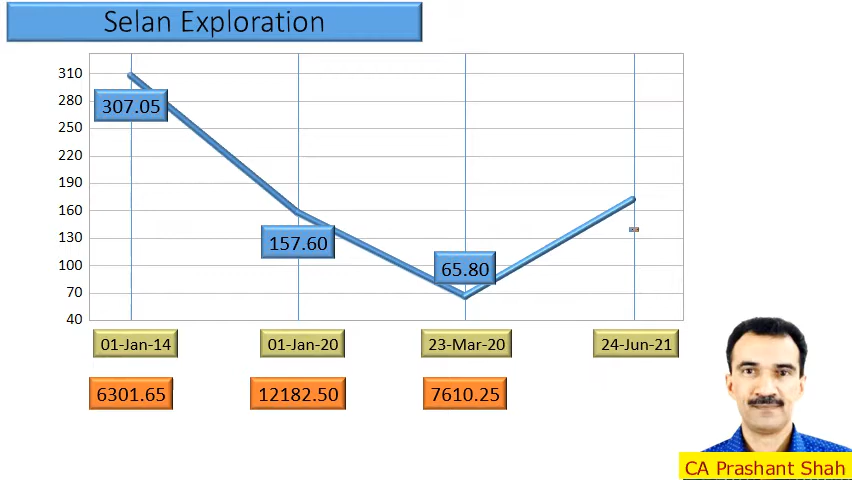 Selan Exploration
310
280
250
220
190
160
130
100
70
40
307.05
157.60
65.80
01-Jan-14
01-Jan-20
23-Mar-20
24-Jun-21
6301.65
12182.50
7610.25
CA Prashant Shah